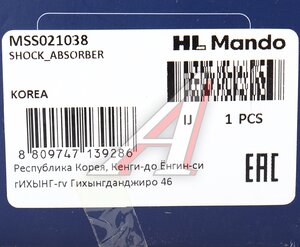 MSS021038
SHOCK_ABSORBER
HL Mando
KOREA
IJ 1 PCS
8 809747 139286
Республика Корея, Кенги-до Енгин-си
гИХЫНГ-гv Гихынгданджиро 46
EAC